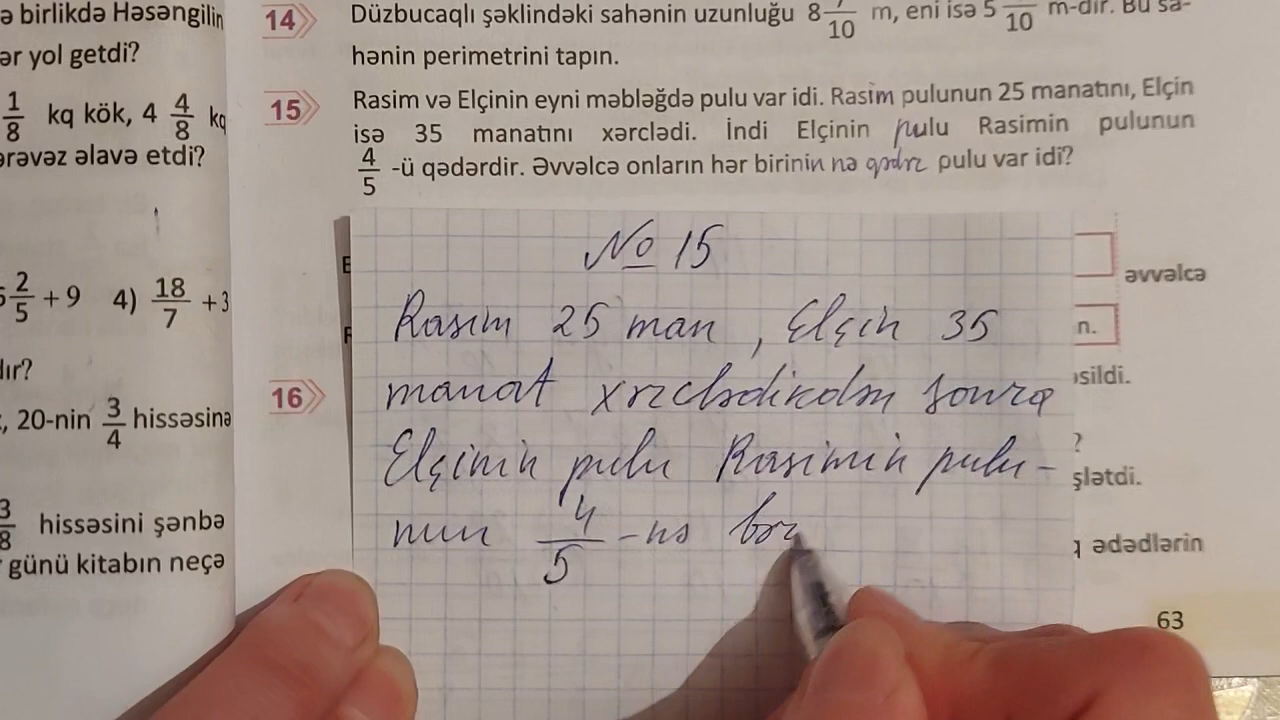 ə birlikdə Həsəngilin
ər yol getdi?
1/8 kq kök, 4 4/8 kq
ərəvəz əlavə etdi?
5 2/5 + 9 4) 18/7 + 3
dır?
, 20-nin 3/4 hissəsinə
3/8 hissəsini şənbə
günü kitabın neçə
14 Düzbucaqlı şəklindəki sahənin uzunluğu 8 7/10 m, eni isə 5 /10 m-dir. Bu sa-
hənin perimetrini tapın.
15 Rasim və Elçinin eyni məbləğdə pulu var idi. Rasim pulunun 25 manatını, Elçin
isə 35 manatını xərclədi. İndi Elçinin pulu Rasimin pulunun
4/5 -ü qədərdir. Əvvəlcə onların hər birinin nə qədər pulu var idi?
№ 15
Rasim 25 man, Elçin 35
manat xərclədikdən sonra
Elçinin pulu Rasimin pulu-
nun 4/5 -nə bər
əvvəlcə
n.
16 əsildi.
?
şlətdi.
q ədədlərin
63